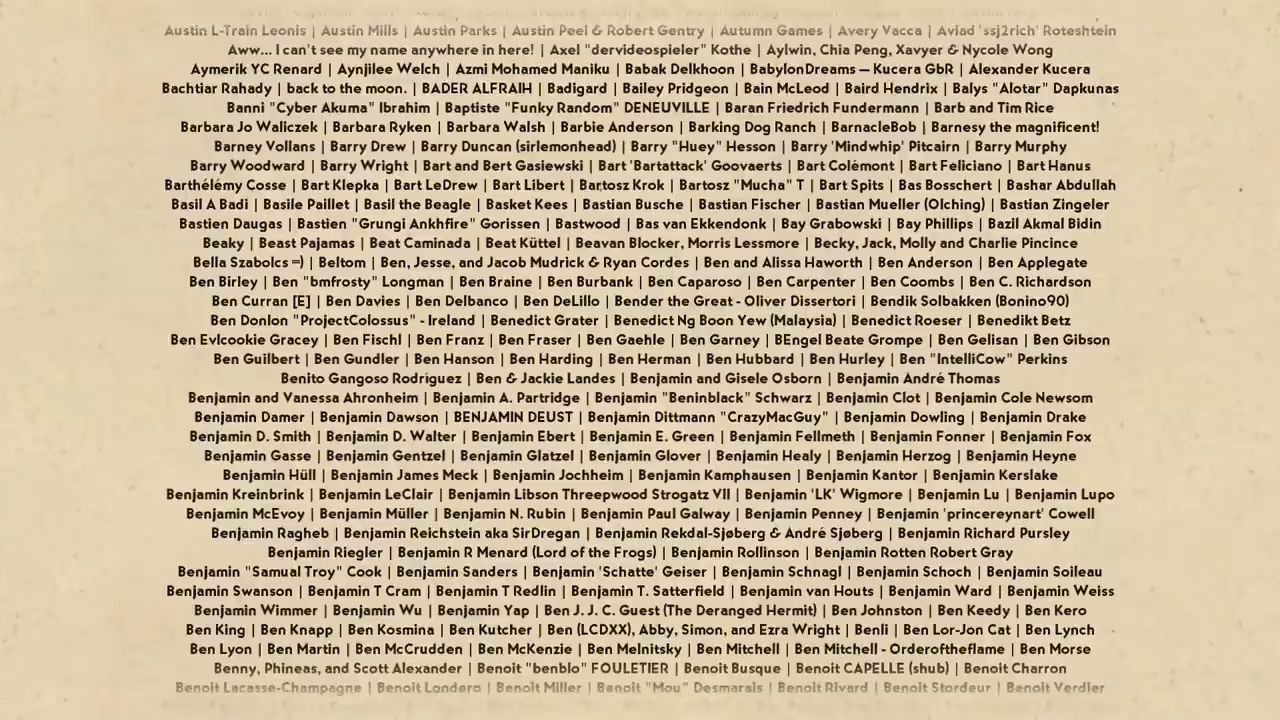 Austin L-Train Leonis | Austin Mills | Austin Parks | Austin Peel & Robert Gentry | Autumn Games | Avery Vacca | Aviad 'ssj2rich' Roteshtein
Aww... I can't see my name anywhere in here! | Axel "dervideospieler" Kothe | Aylwin, Chia Peng, Xavyer & Nycole Wong
Aymerik YC Renard | Aynjilee Welch | Azmi Mohamed Maniku | Babak Delkhoon | BabylonDreams – Kucera GbR | Alexander Kucera
Bachtiar Rahady | back to the moon. | BADER ALFRAIH | Badigard | Bailey Pridgeon | Bain McLeod | Baird Hendrix | Balys "Alotar" Dapkunas
Banni "Cyber Akuma" Ibrahim | Baptiste "Funky Random" DENEUVILLE | Baran Friedrich Fundermann | Barb and Tim Rice
Barbara Jo Waliczek | Barbara Ryken | Barbara Walsh | Barbie Anderson | Barking Dog Ranch | BarnacleBob | Barnesy the magnificent!
Barney Vollans | Barry Drew | Barry Duncan (sirlemonhead) | Barry "Huey" Hesson | Barry 'Mindwhip' Pitcairn | Barry Murphy
Barry Woodward | Barry Wright | Bart and Bert Gasiewski | Bart 'Bartattack' Goovaerts | Bart Colémont | Bart Feliciano | Bart Hanus
Barthélémy Cosse | Bart Klepka | Bart LeDrew | Bart Libert | Bartosz Krok | Bartosz "Mucha" T | Bart Spits | Bas Bosschert | Bashar Abdullah
Basil A Badi | Basile Paillet | Basil the Beagle | Basket Kees | Bastian Busche | Bastian Fischer | Bastian Mueller (Olching) | Bastian Zingeler
Bastien Daugas | Bastien "Grungi Ankhfire" Gorissen | Bastwood | Bas van Ekkendonk | Bay Grabowski | Bay Phillips | Bazil Akmal Bidin
Beaky | Beast Pajamas | Beat Caminada | Beat Küttel | Beavan Blocker, Morris Lessmore | Becky, Jack, Molly and Charlie Pincince
Bella Szabolcs =) | Beltom | Ben, Jesse, and Jacob Mudrick & Ryan Cordes | Ben and Alissa Haworth | Ben Anderson | Ben Applegate
Ben Birley | Ben "bmfrosty" Longman | Ben Braine | Ben Burbank | Ben Caparoso | Ben Carpenter | Ben Coombs | Ben C. Richardson
Ben Curran [E] | Ben Davies | Ben Delbanco | Ben DeLillo | Bender the Great - Oliver Dissertori | Bendik Solbakken (Bonino90)
Ben Donlon "ProjectColossus" - Ireland | Benedict Grater | Benedict Ng Boon Yew (Malaysia) | Benedict Roeser | Benedikt Betz
Ben Evlcookie Gracey | Ben Fischl | Ben Franz | Ben Fraser | Ben Gaehle | Ben Garney | BEngel Beate Grompe | Ben Gelisan | Ben Gibson
Ben Guilbert | Ben Gundler | Ben Hanson | Ben Harding | Ben Herman | Ben Hubbard | Ben Hurley | Ben "IntelliCow" Perkins
Benito Gangoso Rodríguez | Ben & Jackie Landes | Benjamin and Gisele Osborn | Benjamin André Thomas
Benjamin and Vanessa Ahronheim | Benjamin A. Partridge | Benjamin "Beninblack" Schwarz | Benjamin Clot | Benjamin Cole Newsom
Benjamin Damer | Benjamin Dawson | BENJAMIN DEUST | Benjamin Dittmann "CrazyMacGuy" | Benjamin Dowling | Benjamin Drake
Benjamin D. Smith | Benjamin D. Walter | Benjamin Ebert | Benjamin E. Green | Benjamin Fellmeth | Benjamin Fonner | Benjamin Fox
Benjamin Gasse | Benjamin Gentzel | Benjamin Glatzel | Benjamin Glover | Benjamin Healy | Benjamin Herzog | Benjamin Heyne
Benjamin Hüll | Benjamin James Meck | Benjamin Jochheim | Benjamin Kamphausen | Benjamin Kantor | Benjamin Kerslake
Benjamin Kreinbrink | Benjamin LeClair | Benjamin Libson Threepwood Strogatz VII | Benjamin 'LK' Wigmore | Benjamin Lu | Benjamin Lupo
Benjamin McEvoy | Benjamin Müller | Benjamin N. Rubin | Benjamin Paul Galway | Benjamin Penney | Benjamin 'princereynart' Cowell
Benjamin Ragheb | Benjamin Reichstein aka SirDregan | Benjamin Rekdal-Sjøberg & André Sjøberg | Benjamin Richard Pursley
Benjamin Riegler | Benjamin R Menard (Lord of the Frogs) | Benjamin Rollinson | Benjamin Rotten Robert Gray
Benjamin "Samual Troy" Cook | Benjamin Sanders | Benjamin 'Schatte' Geiser | Benjamin Schnagl | Benjamin Schoch | Benjamin Soileau
Benjamin Swanson | Benjamin T Cram | Benjamin T Redlin | Benjamin T. Satterfield | Benjamin van Houts | Benjamin Ward | Benjamin Weiss
Benjamin Wimmer | Benjamin Wu | Benjamin Yap | Ben J. J. C. Guest (The Deranged Hermit) | Ben Johnston | Ben Keedy | Ben Kero
Ben King | Ben Knapp | Ben Kosmina | Ben Kutcher | Ben (LCDXX), Abby, Simon, and Ezra Wright | Benli | Ben Lor-Jon Cat | Ben Lynch
Ben Lyon | Ben Martin | Ben McCrudden | Ben McKenzie | Ben Melnitsky | Ben Mitchell | Ben Mitchell - Orderoftheflame | Ben Morse
Benny, Phineas, and Scott Alexander | Benoit "benblo" FOULETIER | Benoit Busque | Benoit CAPELLE (shub) | Benoit Charron
Benoit Lacasse-Champagne | Benoit Landero | Benoit Miller | Benoit "Mou" Desmarais | Benoit Rivard | Benoit Stordeur | Benoit Verdier